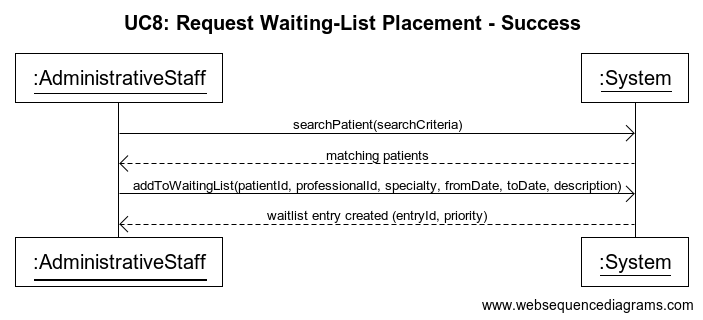 UC8: Request Waiting-List Placement - Success
:AdministrativeStaff :System
searchPatient(searchCriteria)
matching patients
addToWaitingList(patientId, professionalId, specialty, fromDate, toDate, description)
waitlist entry created (entryId, priority)
:AdministrativeStaff :System
www.websequencediagrams.com